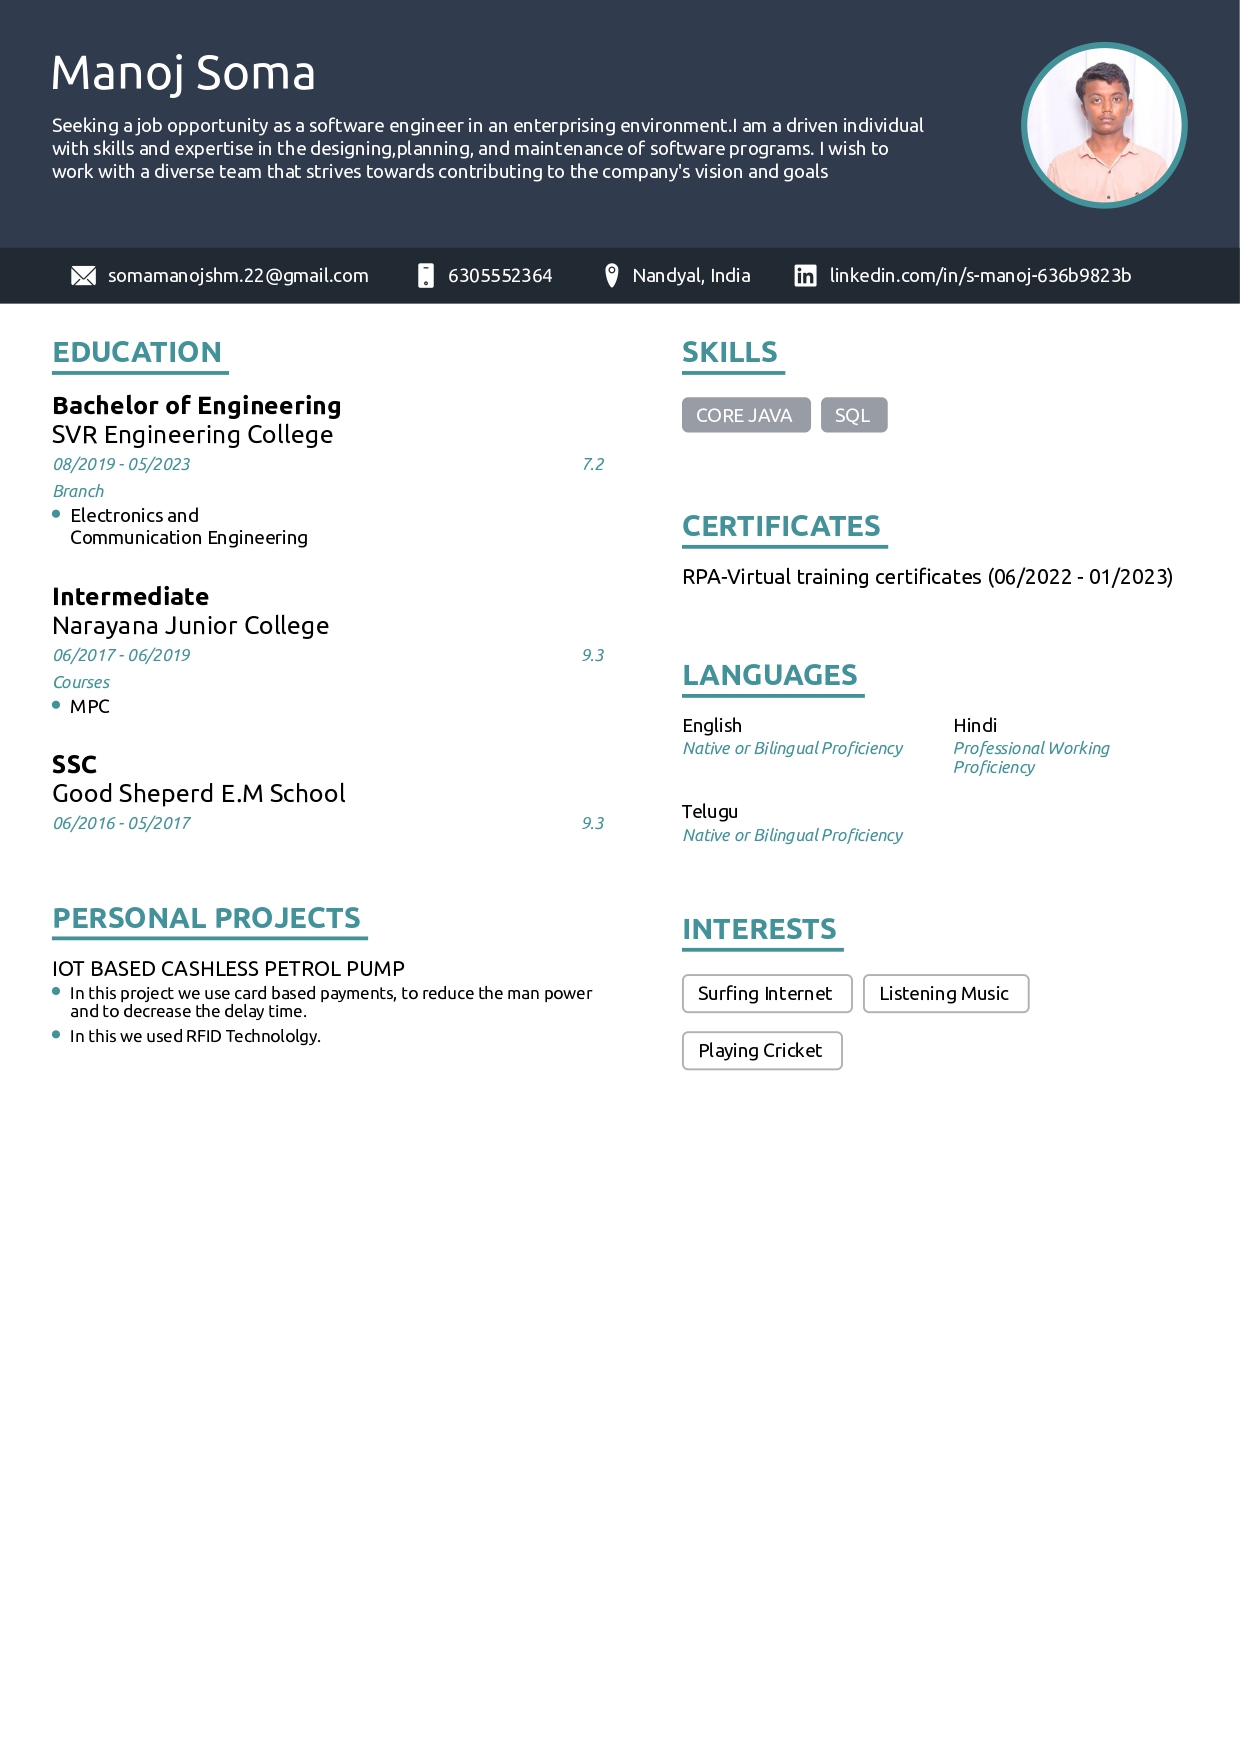 Manoj Soma
Seeking a job opportunity as a software engineer in an enterprising environment.I am a driven individual
with skills and expertise in the designing,planning, and maintenance of software programs. I wish to
work with a diverse team that strives towards contributing to the company's vision and goals
somamanojshm.22@gmail.com
6305552364
Nandyal, India
linkedin.com/in/s-manoj-636b9823b
EDUCATION
Bachelor of Engineering
SVR Engineering College
08/2019 - 05/2023 7.2
Branch
Electronics and
Communication Engineering
Intermediate
Narayana Junior College
06/2017 - 06/2019 9.3
Courses
MPC
SSC
Good Sheperd E.M School
06/2016 - 05/2017 9.3
PERSONAL PROJECTS
IOT BASED CASHLESS PETROL PUMP
In this project we use card based payments, to reduce the man power
and to decrease the delay time.
In this we used RFID Technololgy.
SKILLS
CORE JAVA SQL
CERTIFICATES
RPA-Virtual training certificates (06/2022 - 01/2023)
LANGUAGES
English
Native or Bilingual Proficiency
Hindi
Professional Working
Proficiency
Telugu
Native or Bilingual Proficiency
INTERESTS
Surfing Internet Listening Music
Playing Cricket